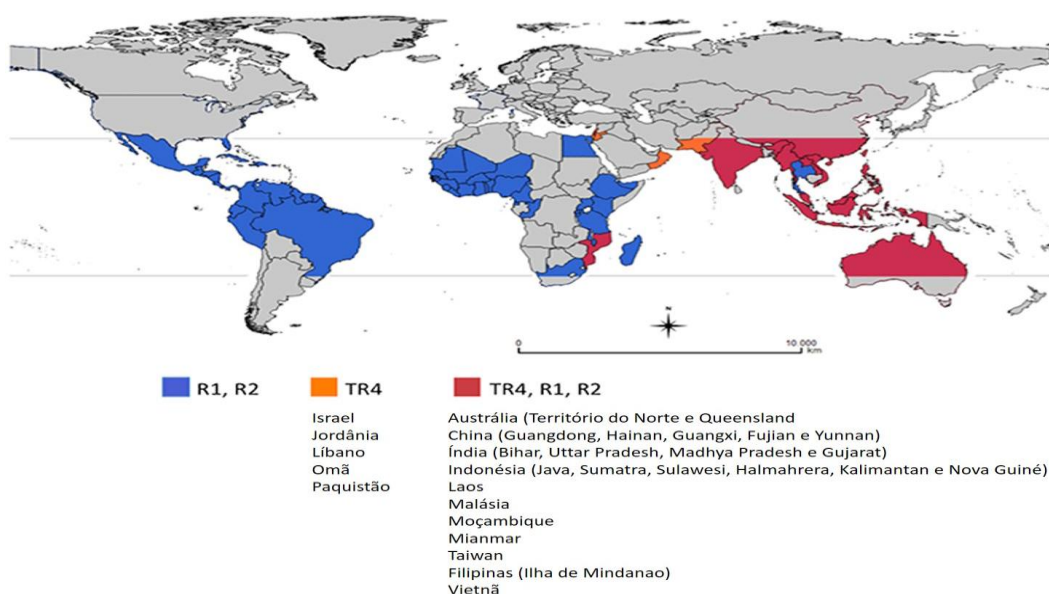 N
0
10.000
km
R1, R2
TR4
TR4, R1, R2
Israel
Jordânia
Líbano
Omã
Paquistão
Austrália (Território do Norte e Queensland
China (Guangdong, Hainan, Guangxi, Fujian e Yunnan)
Índia (Bihar, Uttar Pradesh, Madhya Pradesh e Gujarat)
Indonésia (Java, Sumatra, Sulawesi, Halmahrera, Kalimantan e Nova Guiné)
Laos
Malásia
Moçambique
Mianmar
Taiwan
Filipinas (Ilha de Mindanao)
Vietnã